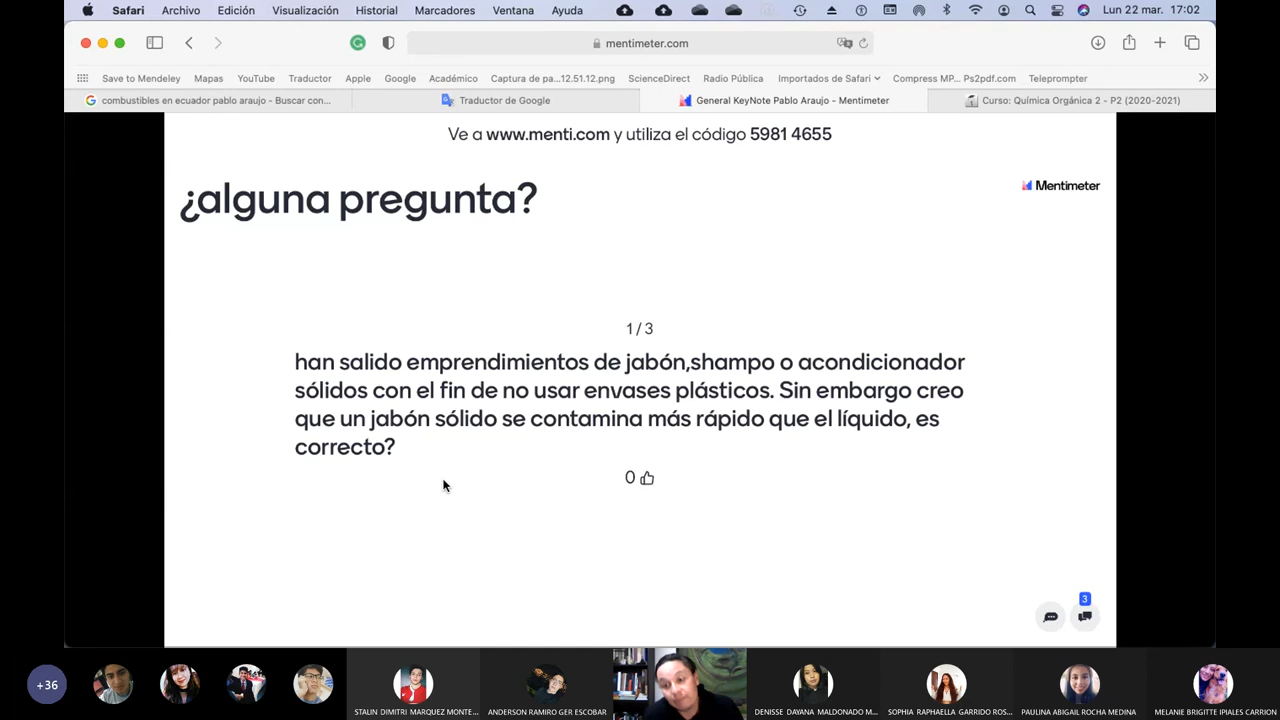 Safari Archivo Edición Visualización Historial Marcadores Ventana Ayuda Lun 22 mar. 17:02
mentimeter.com
Save to Mendeley Mapas YouTube Traductor Apple Google Académico Captura de pa...12.51.12.png ScienceDirect Radio Pública Importados de Safari Compress MP... Ps2pdf.com Teleprompter
combustibles en ecuador pablo araujo - Buscar con... Traductor de Google General KeyNote Pablo Araujo - Mentimeter Curso: Química Orgánica 2 - P2 (2020-2021)
Ve a www.menti.com y utiliza el código 5981 4655
¿alguna pregunta?
Mentimeter
1 / 3
han salido emprendimientos de jabón,shampo o acondicionador
sólidos con el fin de no usar envases plásticos. Sin embargo creo
que un jabón sólido se contamina más rápido que el líquido, es
correcto?
0
3
+36
STALIN DIMITRI MARQUEZ MONTE... ANDERSON RAMIRO GER ESCOBAR DENISSE DAYANA MALDONADO M... SOPHIA RAPHAELLA GARRIDO ROS... PAULINA ABIGAIL ROCHA MEDINA MELANIE BRIGITTE IPIALES CARRION